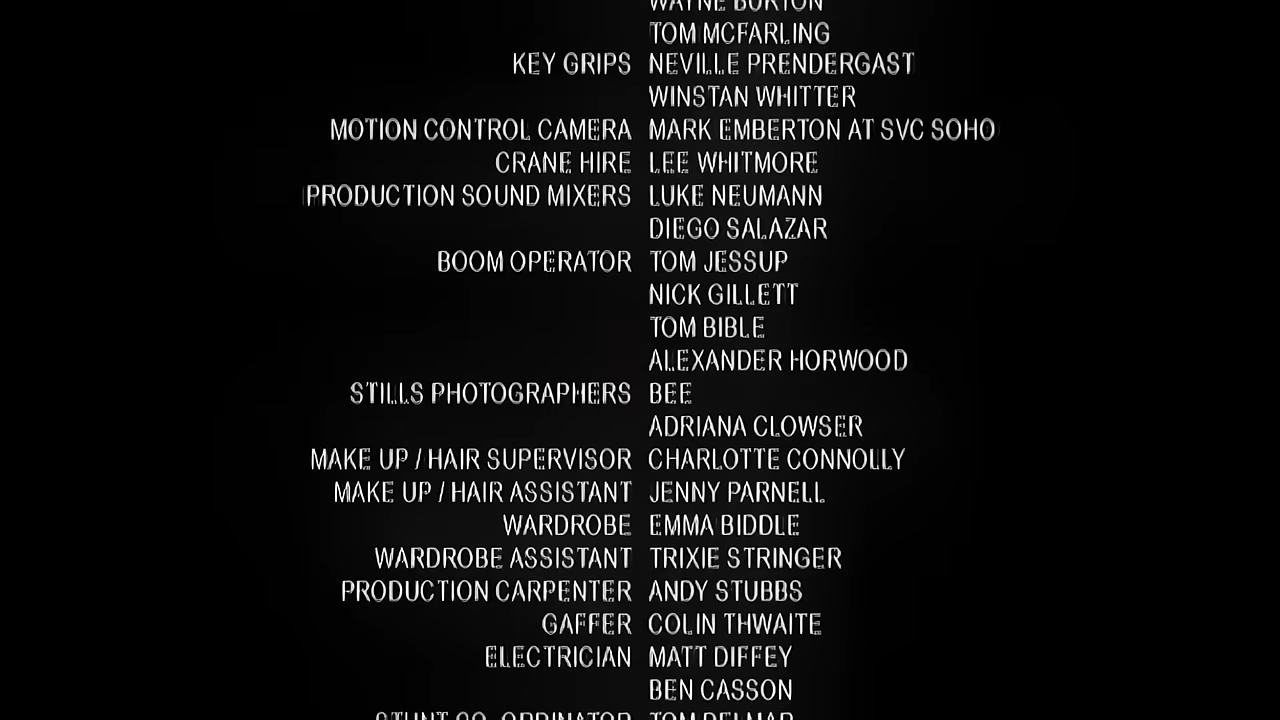 WAYNE BURTON
TOM MCFARLING
KEY GRIPS NEVILLE PRENDERGAST
WINSTAN WHITTER
MOTION CONTROL CAMERA MARK EMBERTON AT SVC SOHO
CRANE HIRE LEE WHITMORE
PRODUCTION SOUND MIXERS LUKE NEUMANN
DIEGO SALAZAR
BOOM OPERATOR TOM JESSUP
NICK GILLETT
TOM BIBLE
ALEXANDER HORWOOD
STILLS PHOTOGRAPHERS BEE
ADRIANA CLOWSER
MAKE UP / HAIR SUPERVISOR CHARLOTTE CONNOLLY
MAKE UP / HAIR ASSISTANT JENNY PARNELL
WARDROBE EMMA BIDDLE
WARDROBE ASSISTANT TRIXIE STRINGER
PRODUCTION CARPENTER ANDY STUBBS
GAFFER COLIN THWAITE
ELECTRICIAN MATT DIFFEY
BEN CASSON
STUNT CO-ORDINATOR TOM DELMAR